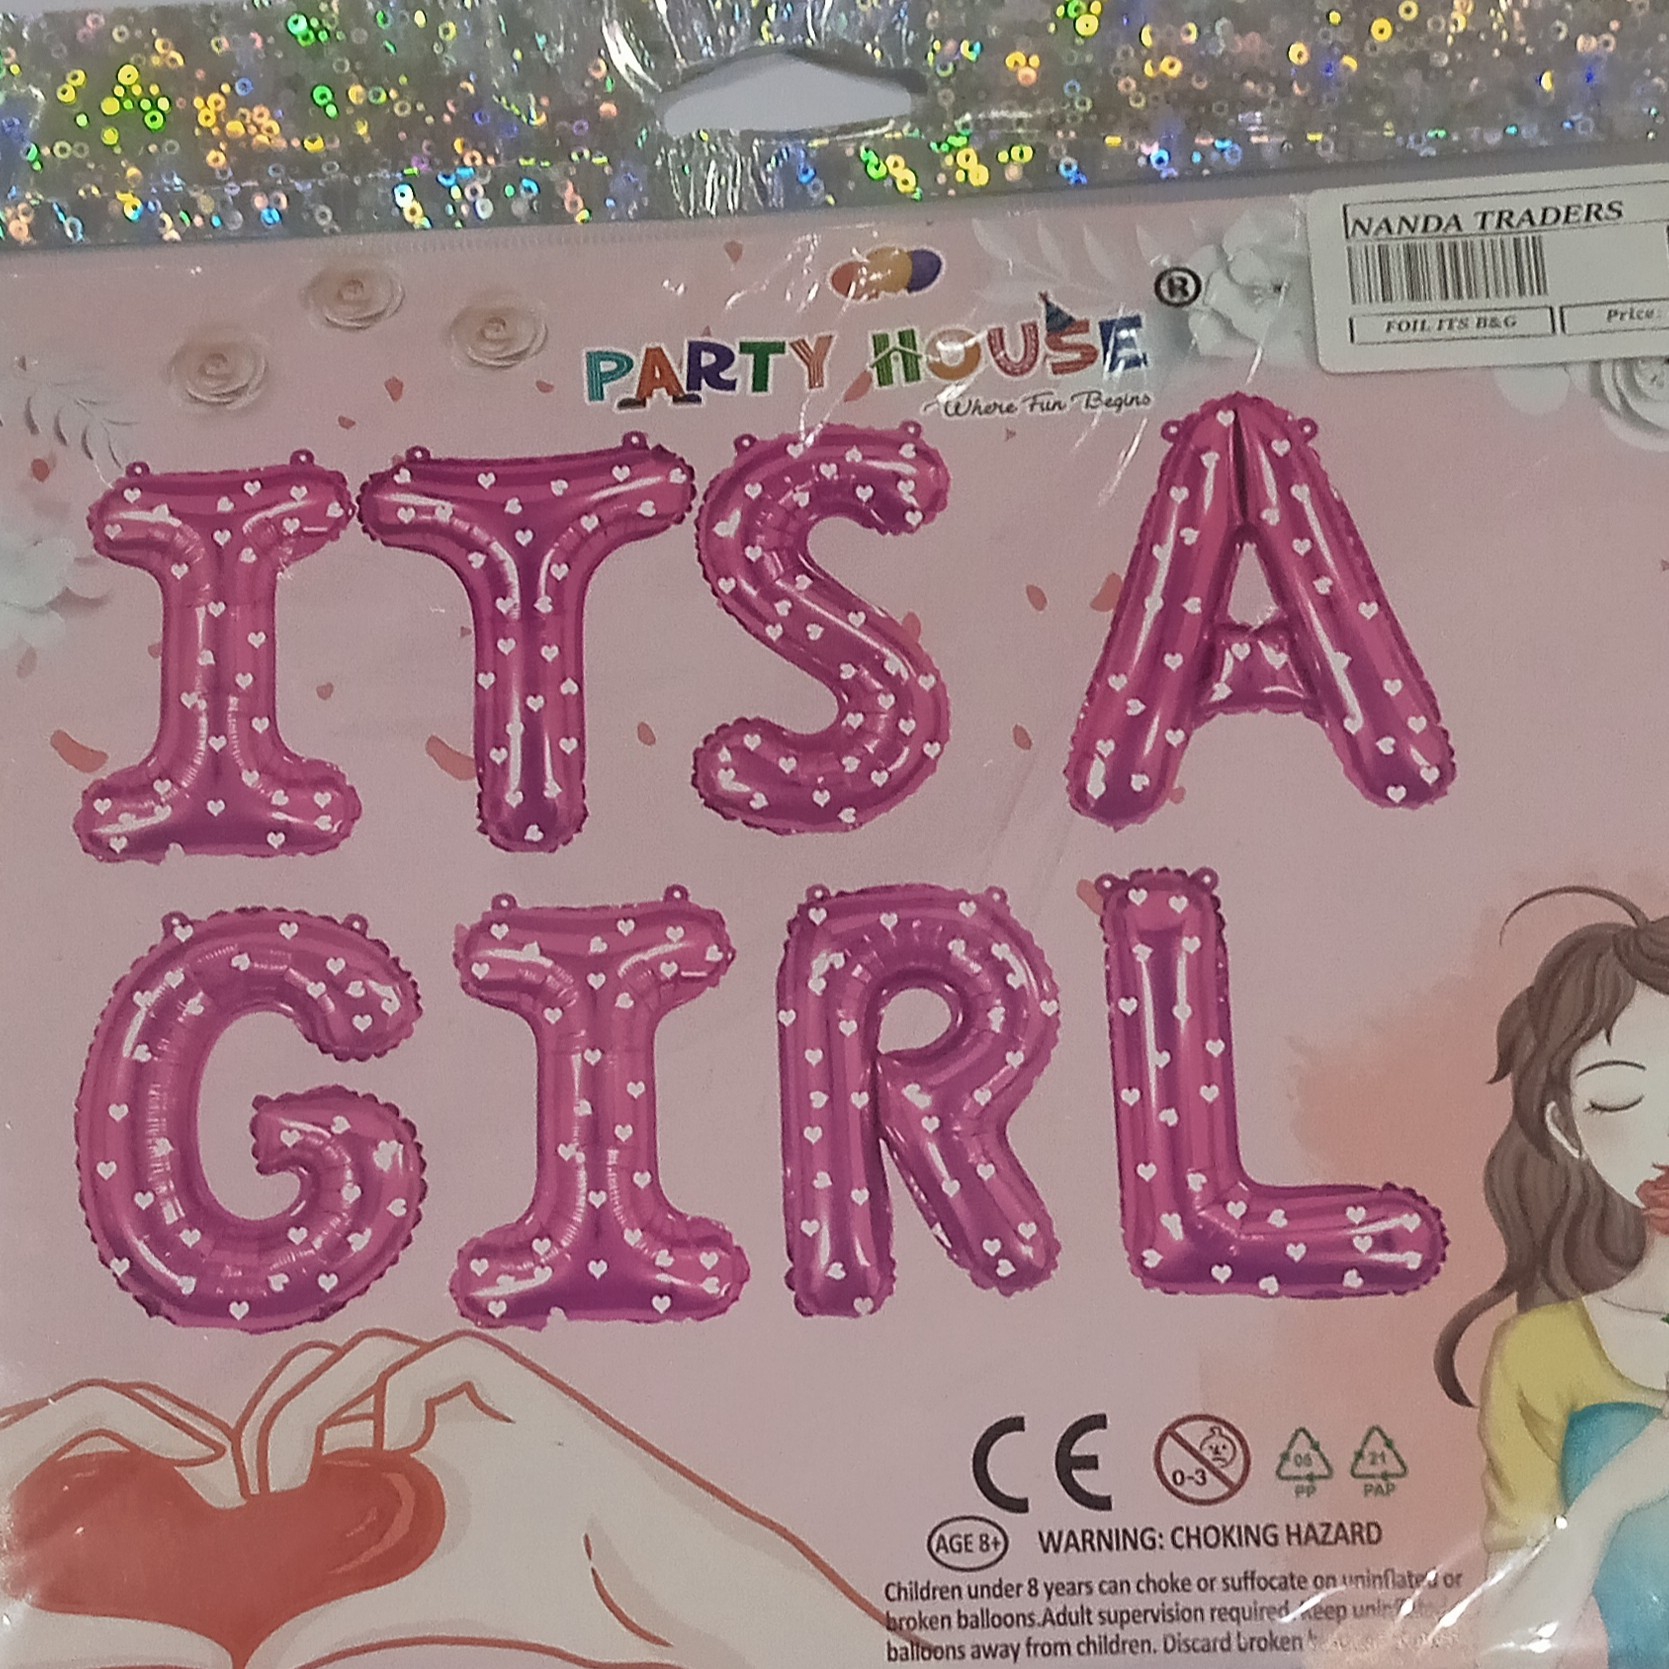 NANDA TRADERS
FOIL ITS B&G
Price:
®
PARTY HOUSE
Where Fun Begins
ITS A
GIRL
CE
0-3
06
PP
21
PAP
AGE 8+
WARNING: CHOKING HAZARD
Children under 8 years can choke or suffocate on uninflated or
broken balloons.Adult supervision required. Keep
balloons away from children. Discard broken